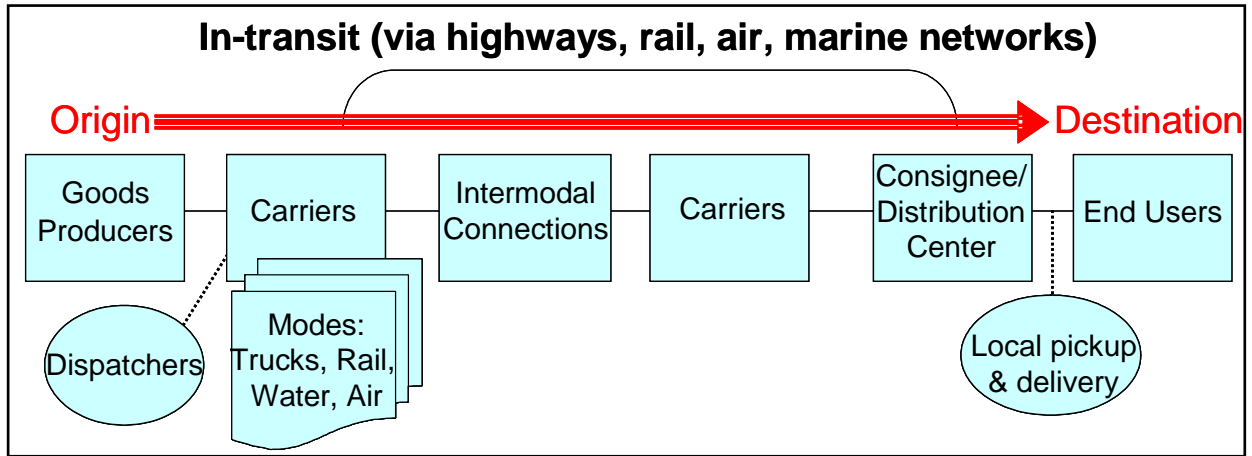 In-transit (via highways, rail, air, marine networks)
Origin
Destination
Goods
Producers
Carriers
Intermodal
Connections
Carriers
Consignee/
Distribution
Center
End Users
Dispatchers
Modes:
Trucks, Rail,
Water, Air
Local pickup
& delivery